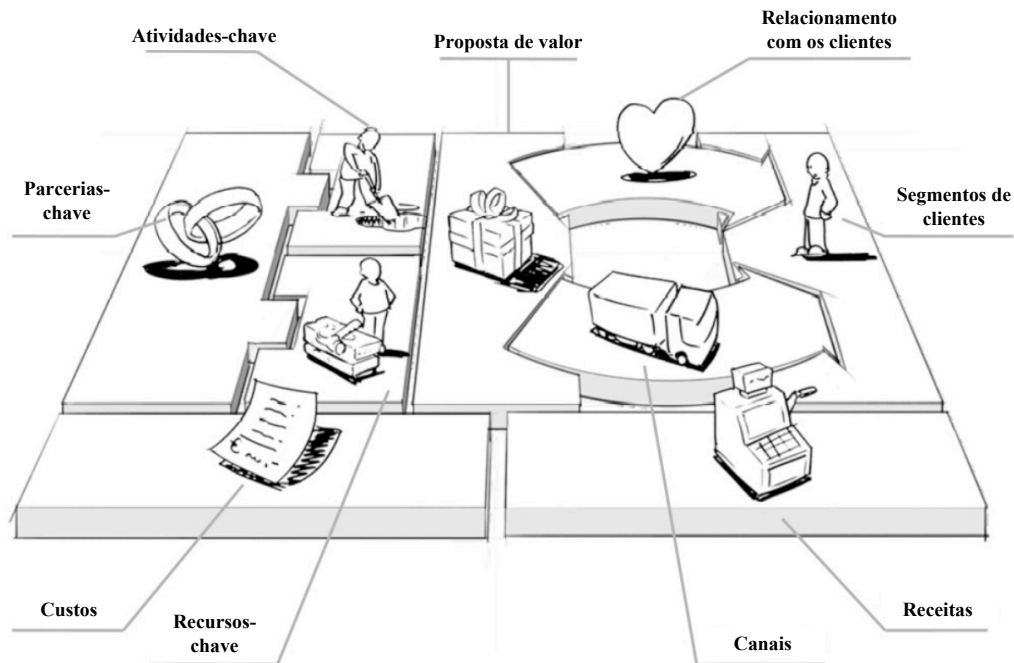 Relacionamento
com os clientes
Atividades-chave
Proposta de valor
Parcerias-
chave
Segmentos de
clientes
Custos
Recursos-
chave
Canais
Receitas